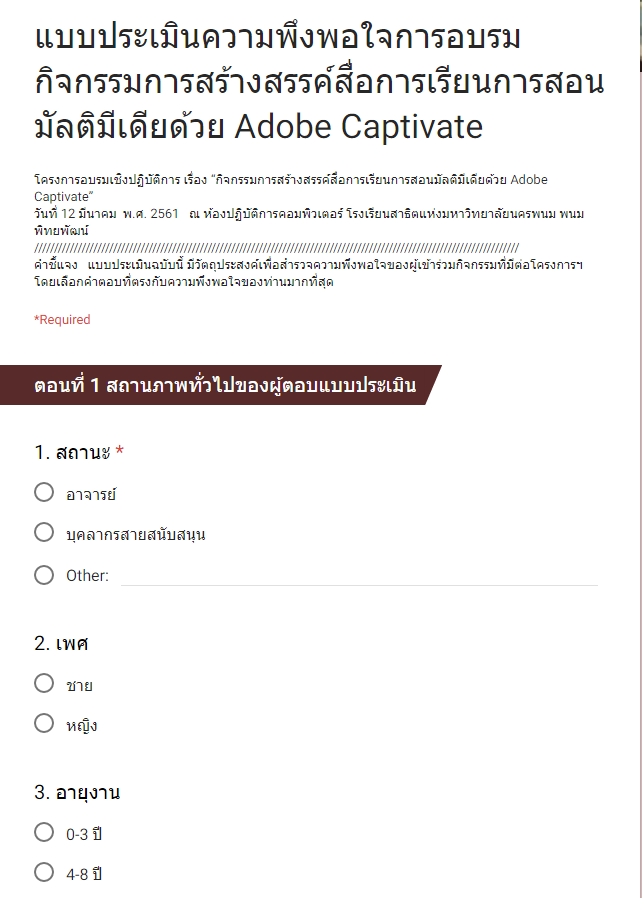 แบบประเมินความพึงพอใจการอบรม
กิจกรรมการสร้างสรรค์สื่อการเรียนการสอน
มัลติมีเดียด้วย Adobe Captivate
โครงการอบรมเชิงปฏิบัติการ เรื่อง “กิจกรรมการสร้างสรรค์สื่อการเรียนการสอนมัลติมีเดียด้วย Adobe
Captivate”
วันที่ 12 มีนาคม พ.ศ. 2561 ณ ห้องปฏิบัติการคอมพิวเตอร์ โรงเรียนสาธิตแห่งมหาวิทยาลัยนครพนม พนม
พิทยพัฒน์
////////////////////////////////////////////////////////////////////////////////////////////////////////////////////////
คำชี้แจง แบบประเมินฉบับนี้ มีวัตถุประสงค์เพื่อสำรวจความพึงพอใจของผู้เข้าร่วมกิจกรรมที่มีต่อโครงการฯ
โดยเลือกคำตอบที่ตรงกับความพึงพอใจของท่านมากที่สุด
*Required
ตอนที่ 1 สถานภาพทั่วไปของผู้ตอบแบบประเมิน
1. สถานะ *
อาจารย์
บุคลากรสายสนับสนุน
Other:
2. เพศ
ชาย
หญิง
3. อายุงาน
0-3 ปี
4-8 ปี